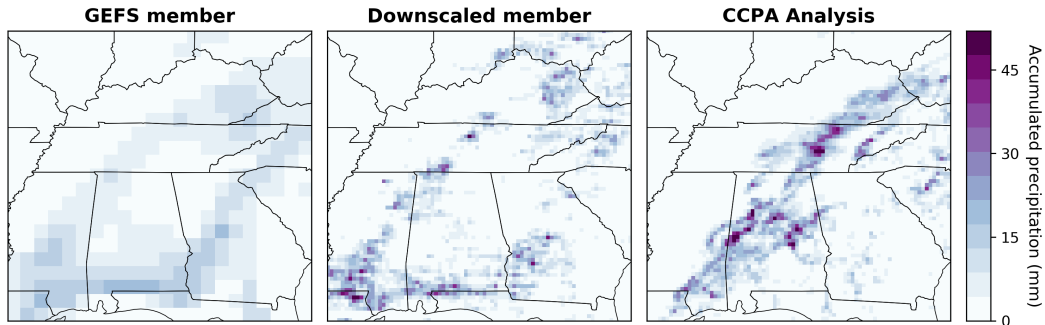 GEFS member
Downscaled member
CCPA Analysis
45
30
15
0
Accumulated precipitation (mm)